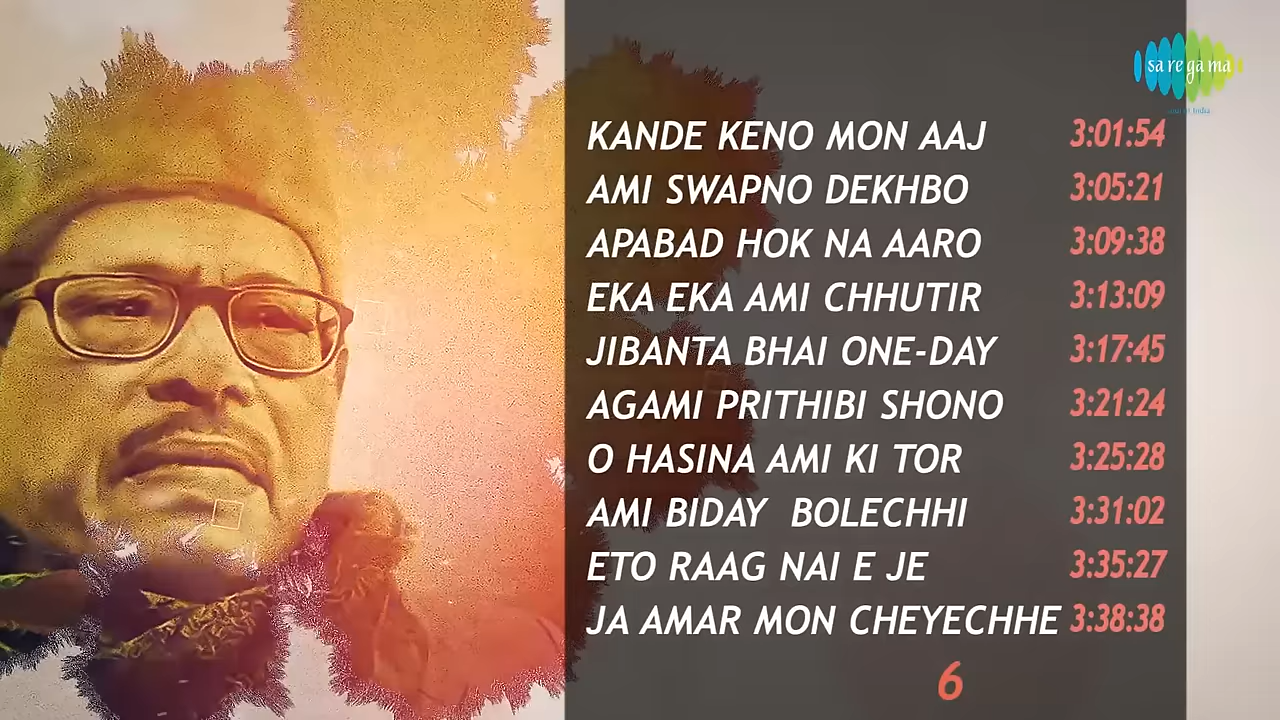 sa re ga ma
KANDE KENO MON AAJ 3:01:54
AMI SWAPNO DEKHBO 3:05:21
APABAD HOK NA AARO 3:09:38
EKA EKA AMI CHHUTIR 3:13:09
JIBANTA BHAI ONE-DAY 3:17:45
AGAMI PRITHIBI SHONO 3:21:24
O HASINA AMI KI TOR 3:25:28
AMI BIDAY BOLECHHI 3:31:02
ETO RAAG NAI E JE 3:35:27
JA AMAR MON CHEYECHHE 3:38:38
6